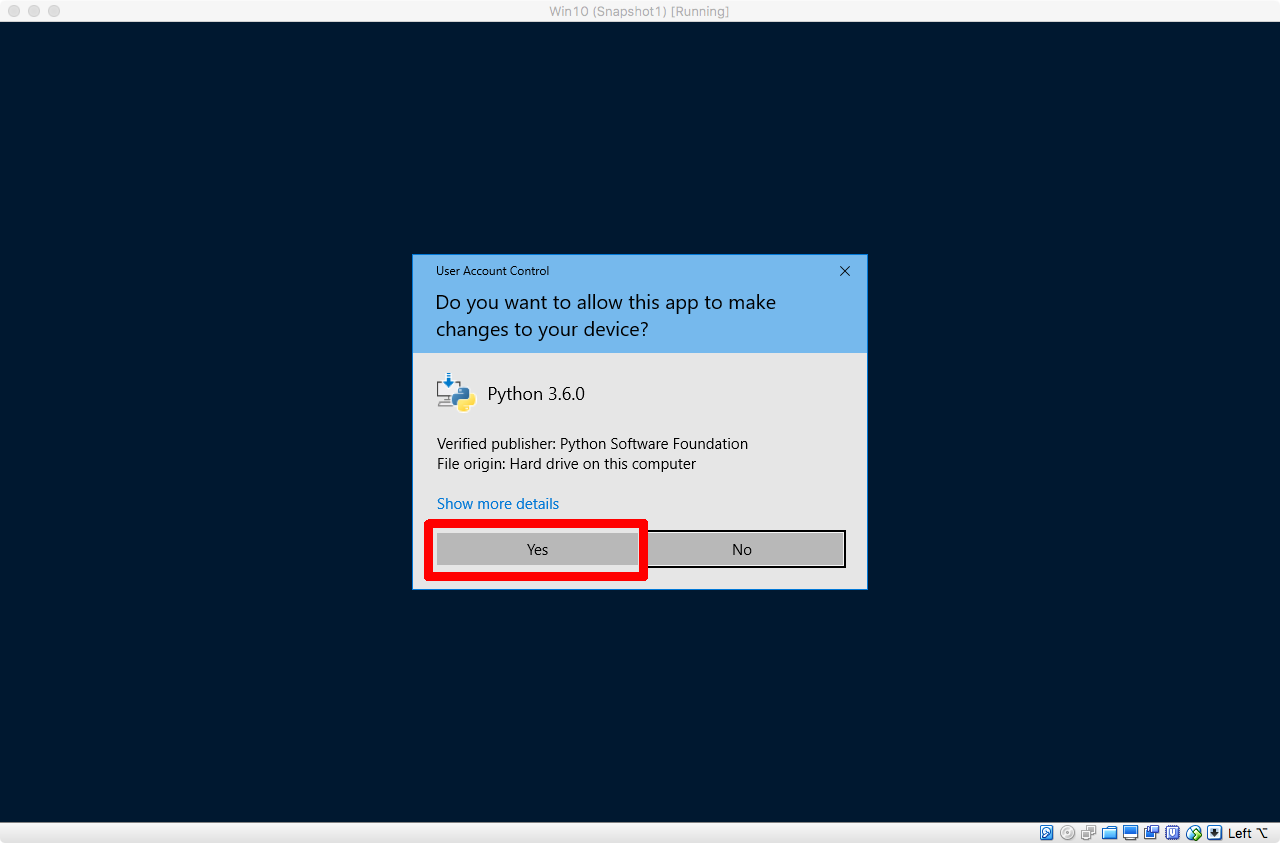 Win10 (Snapshot1) [Running]
User Account Control
Do you want to allow this app to make
changes to your device?
Python 3.6.0
Verified publisher: Python Software Foundation
File origin: Hard drive on this computer
Show more details
Yes
No
Left ⌥